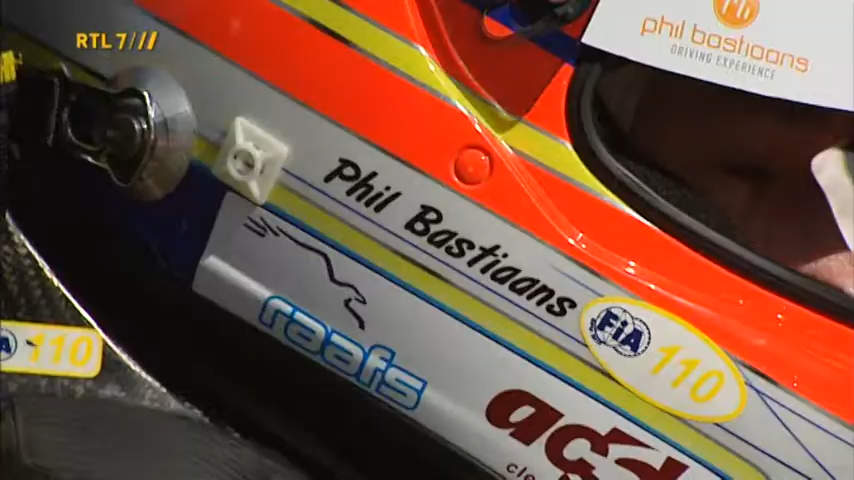 RTL 7
phil bastiaans
DRIVING EXPERIENCE
Phil Bastiaans
raafs
FiA 110
110
acd